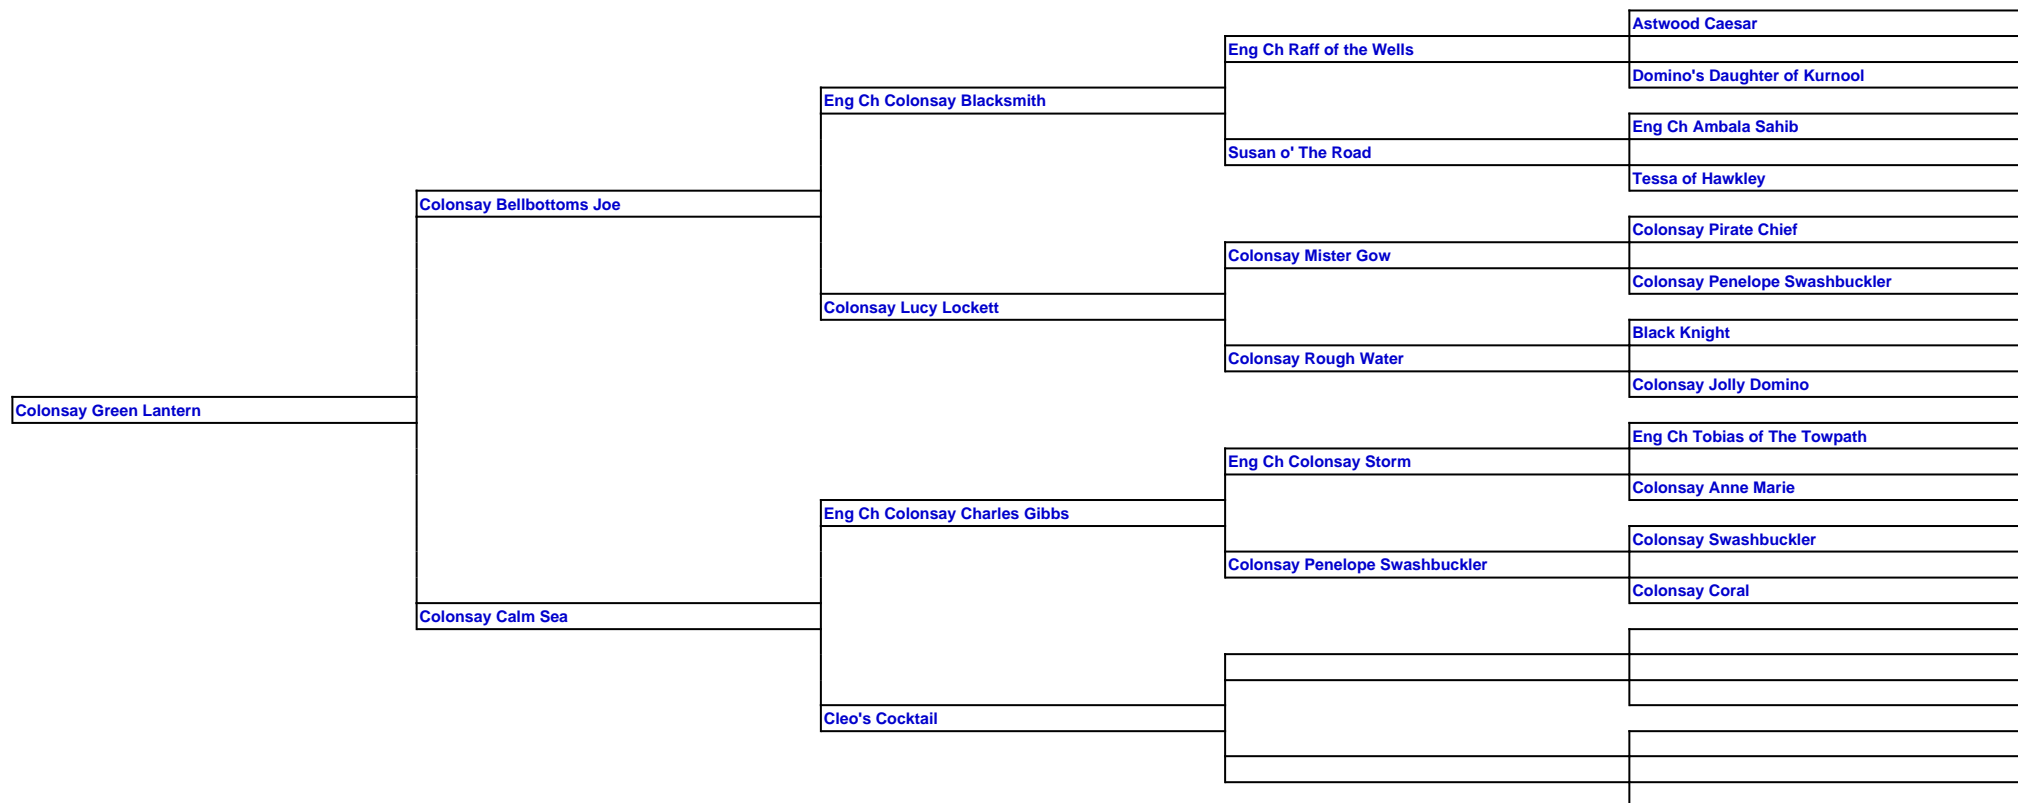 Astwood Caesar
Eng Ch Raff of the Wells
Domino's Daughter of Kurnool
Eng Ch Colonsay Blacksmith
Eng Ch Ambala Sahib
Susan o' The Road
Tessa of Hawkley
Colonsay Bellbottoms Joe
Colonsay Pirate Chief
Colonsay Mister Gow
Colonsay Penelope Swashbuckler
Colonsay Lucy Lockett
Black Knight
Colonsay Rough Water
Colonsay Jolly Domino
Colonsay Green Lantern
Eng Ch Tobias of The Towpath
Eng Ch Colonsay Storm
Colonsay Anne Marie
Eng Ch Colonsay Charles Gibbs
Colonsay Swashbuckler
Colonsay Penelope Swashbuckler
Colonsay Coral
Colonsay Calm Sea
Cleo's Cocktail